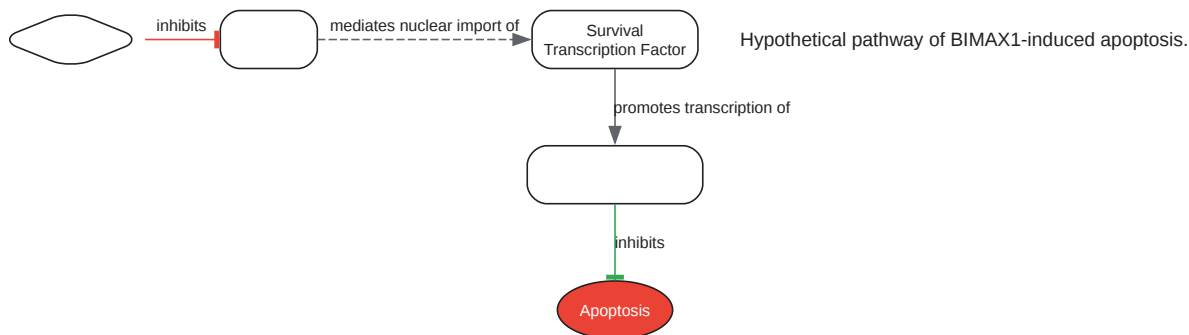 inhibits
mediates nuclear import of
Survival
Transcription Factor
Hypothetical pathway of BIMAX1-induced apoptosis.
promotes transcription of
inhibits
Apoptosis